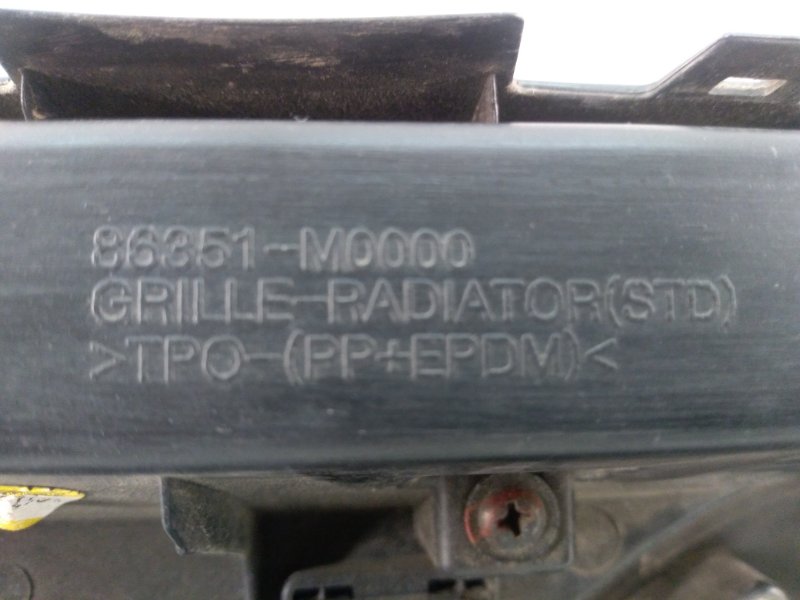 86351-M0000
GRILLE-RADIATOR(STD)
>TPO-(PP+EPDM)<